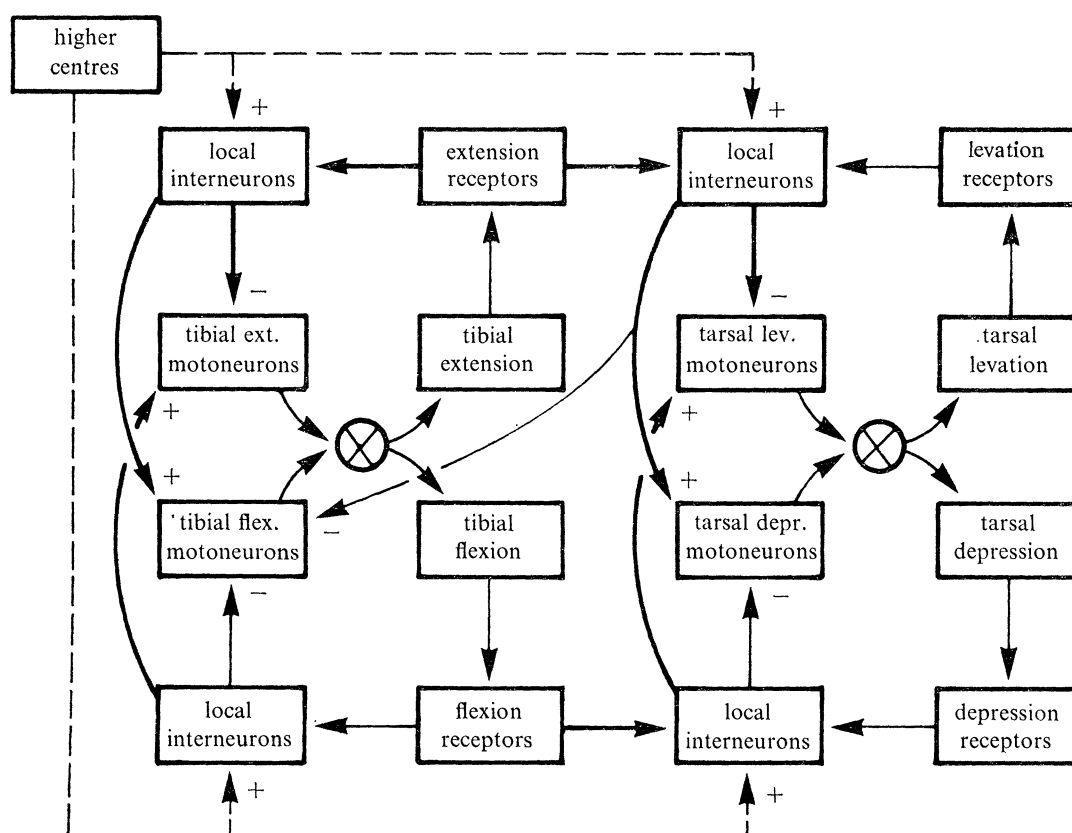 higher
centres
+
+
local
interneurons
extension
receptors
local
interneurons
levation
receptors
−
−
tibial ext.
motoneurons
tibial
extension
tarsal lev.
motoneurons
tarsal
levation
+
+
+
+
tibial flex.
motoneurons
−
tibial
flexion
tarsal depr.
motoneurons
tarsal
depression
−
−
local
interneurons
flexion
receptors
local
interneurons
depression
receptors
+
+